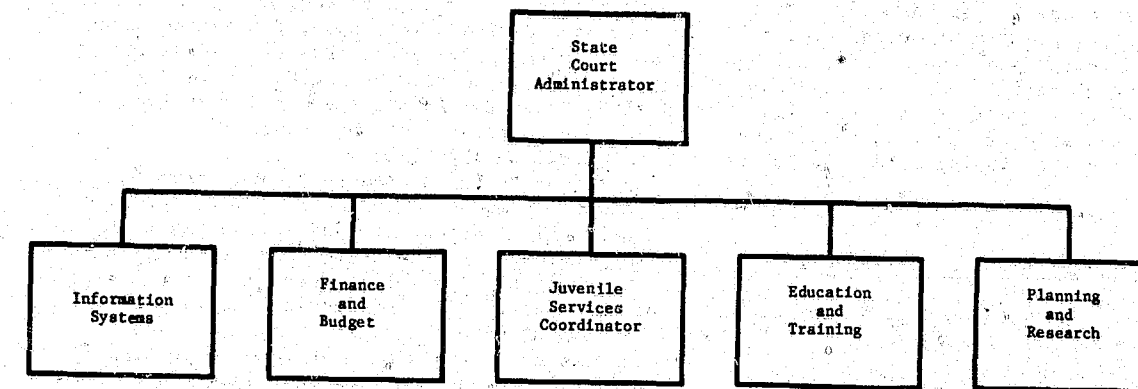 State
Court
Administrator
Information
Systems
Finance
and
Budget
Juvenile
Services
Coordinator
Education
and
Training
Planning
and
Research